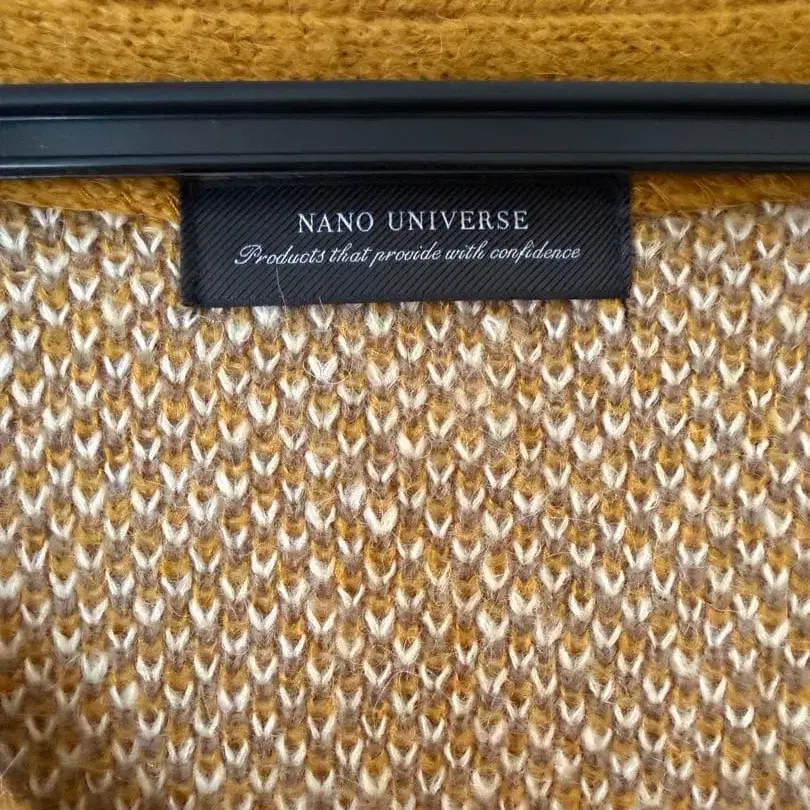 NANO UNIVERSE
Products that provide with confidence